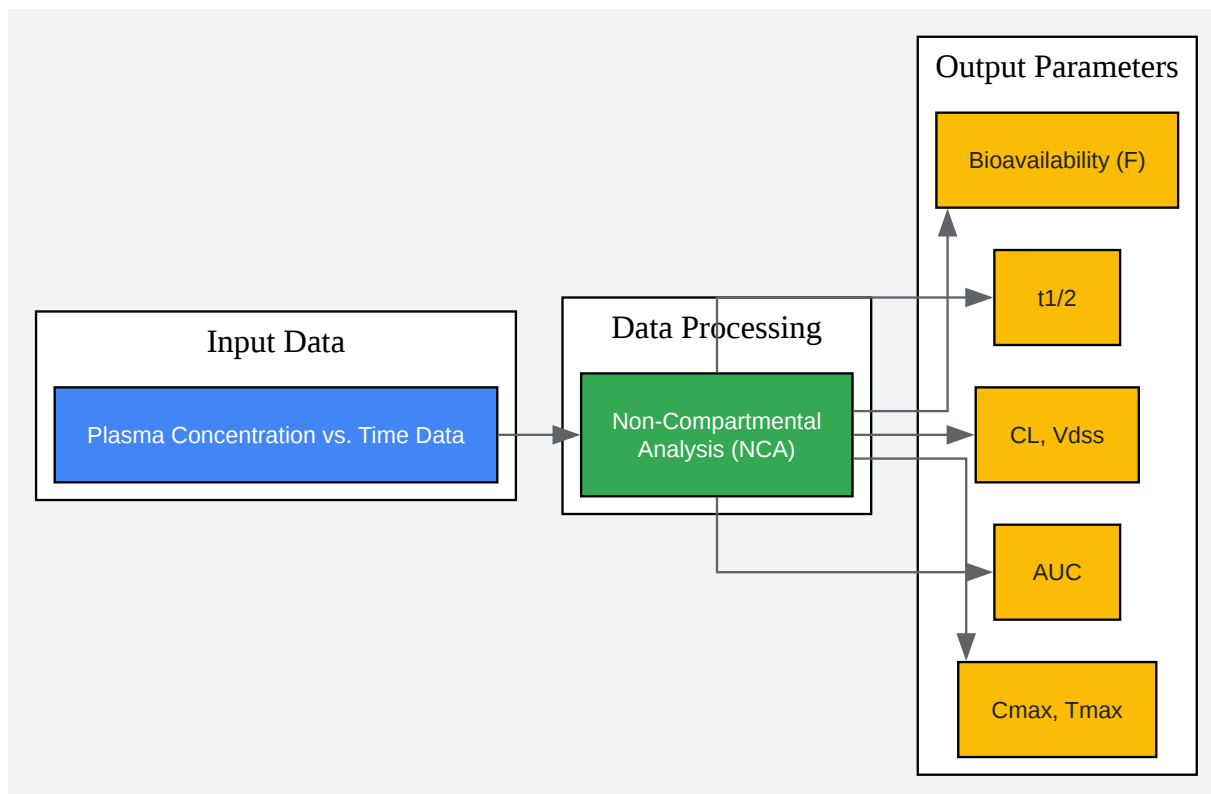 Input Data
Plasma Concentration vs. Time Data
Data Processing
Non-Compartmental
Analysis (NCA)
Output Parameters
Bioavailability (F)
t1/2
CL, Vdss
AUC
Cmax, Tmax